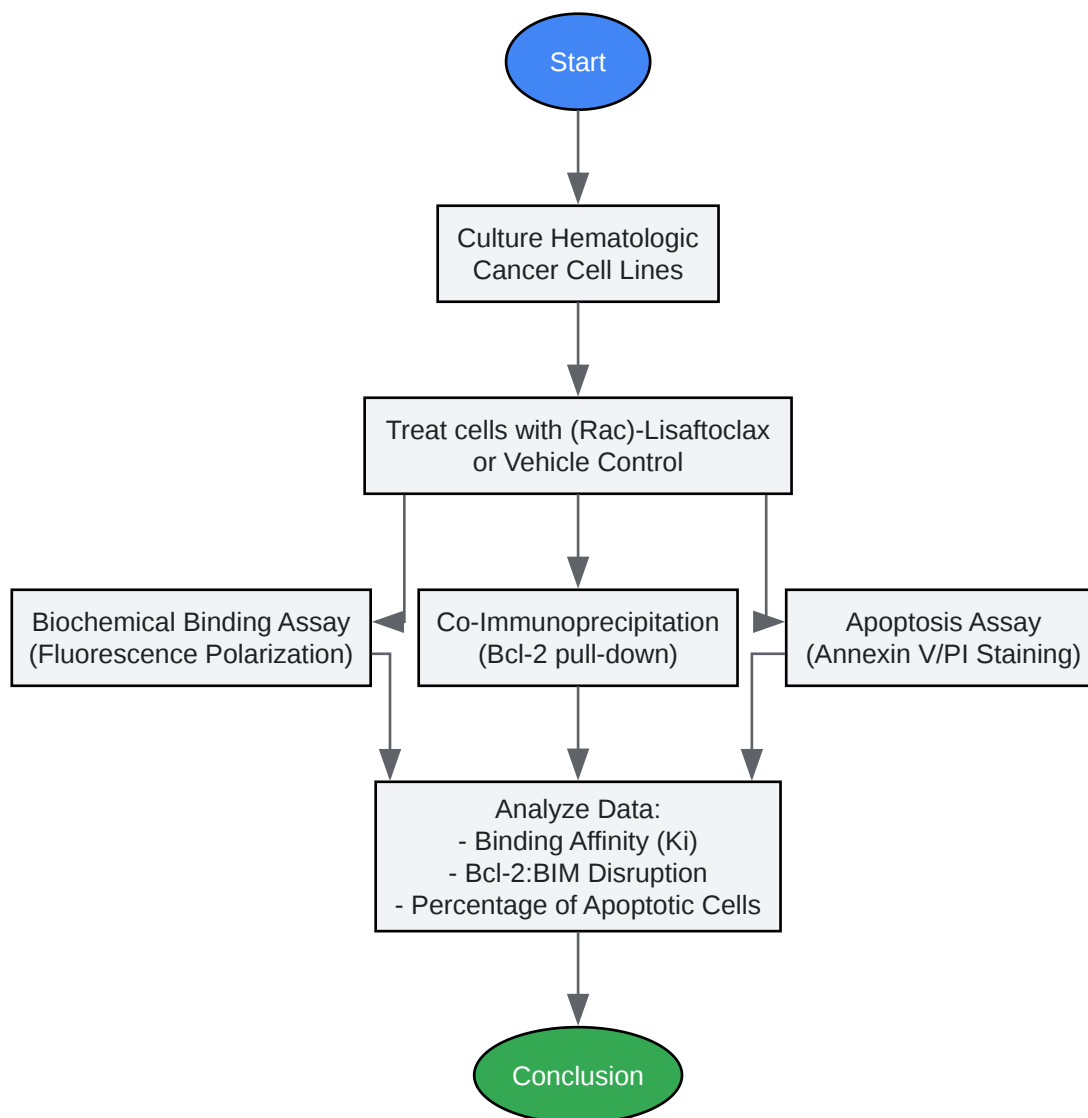 Start
Culture Hematologic
Cancer Cell Lines
Treat cells with (Rac)-Lisaftoclax
or Vehicle Control
Biochemical Binding Assay
(Fluorescence Polarization)
Co-Immunoprecipitation
(Bcl-2 pull-down)
Apoptosis Assay
(Annexin V/PI Staining)
Analyze Data:
- Binding Affinity (Ki)
- Bcl-2:BIM Disruption
- Percentage of Apoptotic Cells
Conclusion